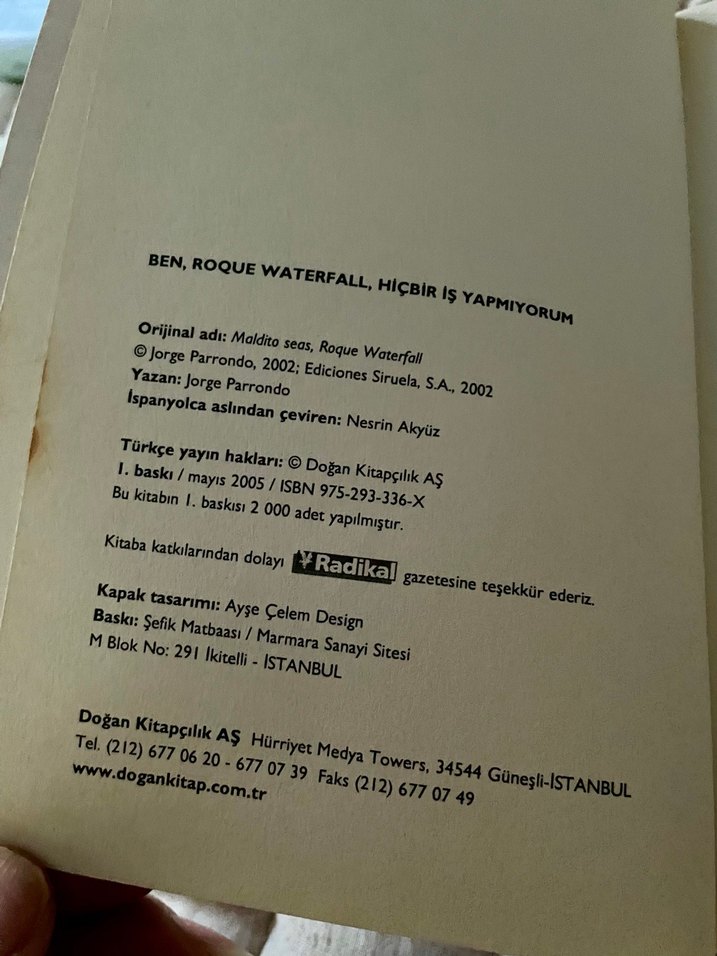 BEN, ROQUE WATERFALL, HİÇBİR İŞ YAPMIYORUM
Orijinal adı: Maldito seas, Roque Waterfall
© Jorge Parrondo, 2002; Ediciones Siruela, S.A., 2002
Yazan: Jorge Parrondo
İspanyolca aslından çeviren: Nesrin Akyüz
Türkçe yayın hakları: © Doğan Kitapçılık AŞ
1. baskı / mayıs 2005 / ISBN 975-293-336-X
Bu kitabın 1. baskısı 2 000 adet yapılmıştır.
Kitaba katkılarından dolayı Radikal gazetesine teşekkür ederiz.
Kapak tasarımı: Ayşe Çelem Design
Baskı: Şefik Matbaası / Marmara Sanayi Sitesi
M Blok No: 291 İkitelli - İSTANBUL
Doğan Kitapçılık AŞ Hürriyet Medya Towers, 34544 Güneşli-İSTANBUL
Tel. (212) 677 06 20 - 677 07 39 Faks (212) 677 07 49
www.dogankitap.com.tr